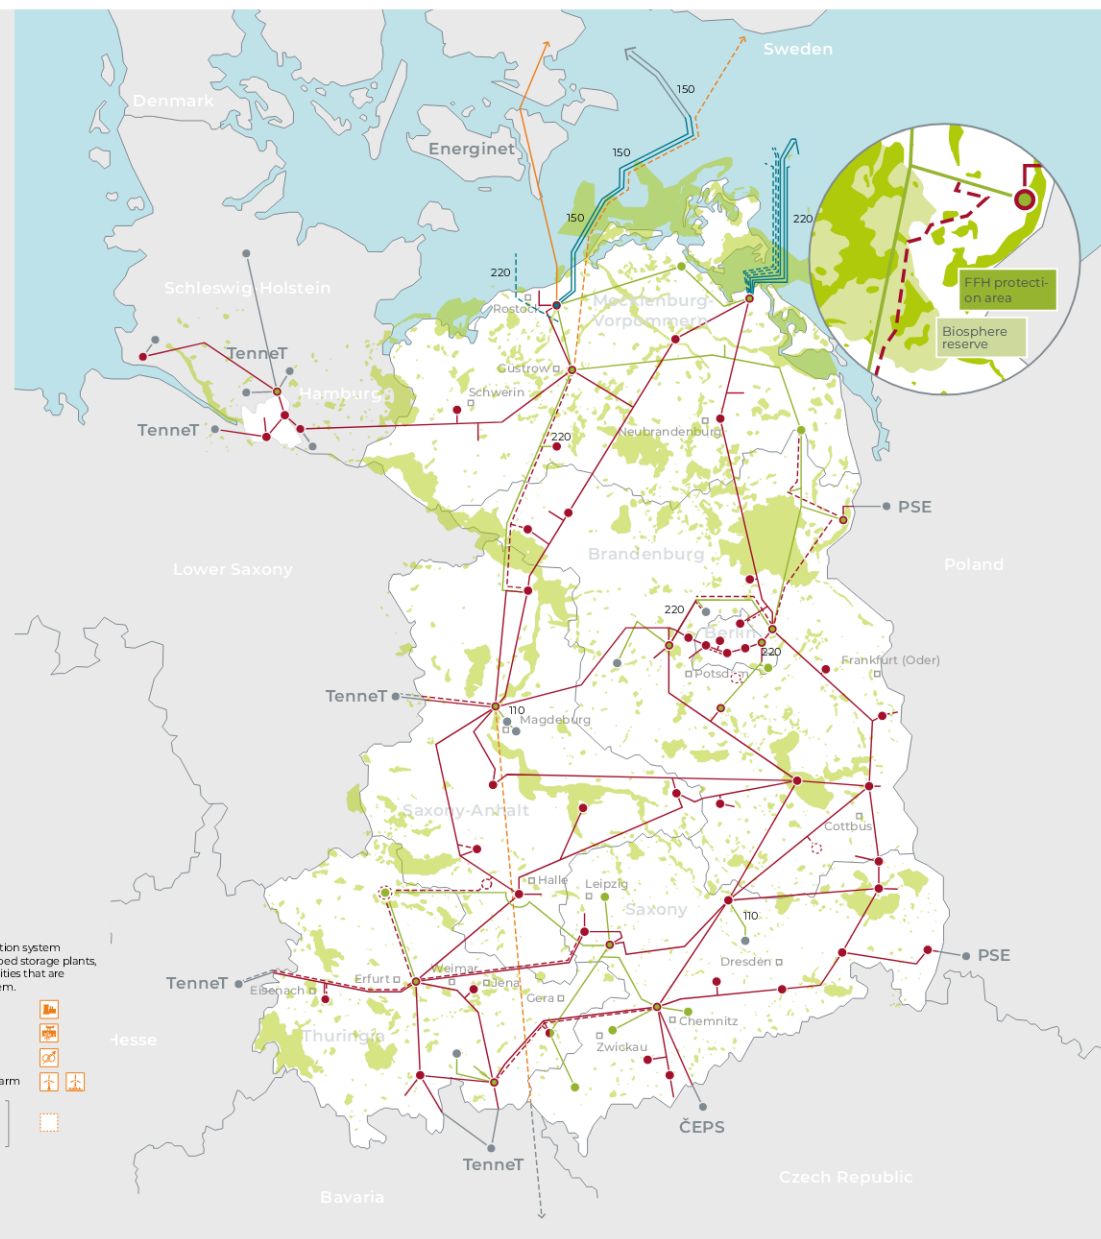 Sweden
Denmark
150
Energinet
150
150
220
220
Schleswig-Holstein
FFH protecti-
on area
Mecklenburg-
Vorpommern
Rostock
Biosphere
reserve
TenneT
Güstrow
Hamburg
Schwerin
TenneT
220
Neubrandenburg
PSE
Brandenburg
Poland
Lower Saxony
220
Berlin
220
Frankfurt (Oder)
Potsdam
TenneT
110
Magdeburg
Saxony-Anhalt
Cottbus
Halle
Leipzig
Saxony
110
tion system
ped storage plants,
ities that are
em.
PSE
Dresden
Weimar
Erfurt
Jena
TenneT
Eisenach
Gera
Chemnitz
Hesse
Thuringia
Zwickau
arm
ČEPS
TenneT
Czech Republic
Bavaria